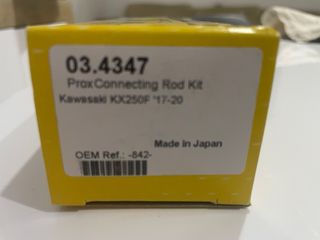 03.4347
ProxConnecting Rod Kit
Kawasaki KX250F '17-20
Made in Japan
OEM Ref.: -842-